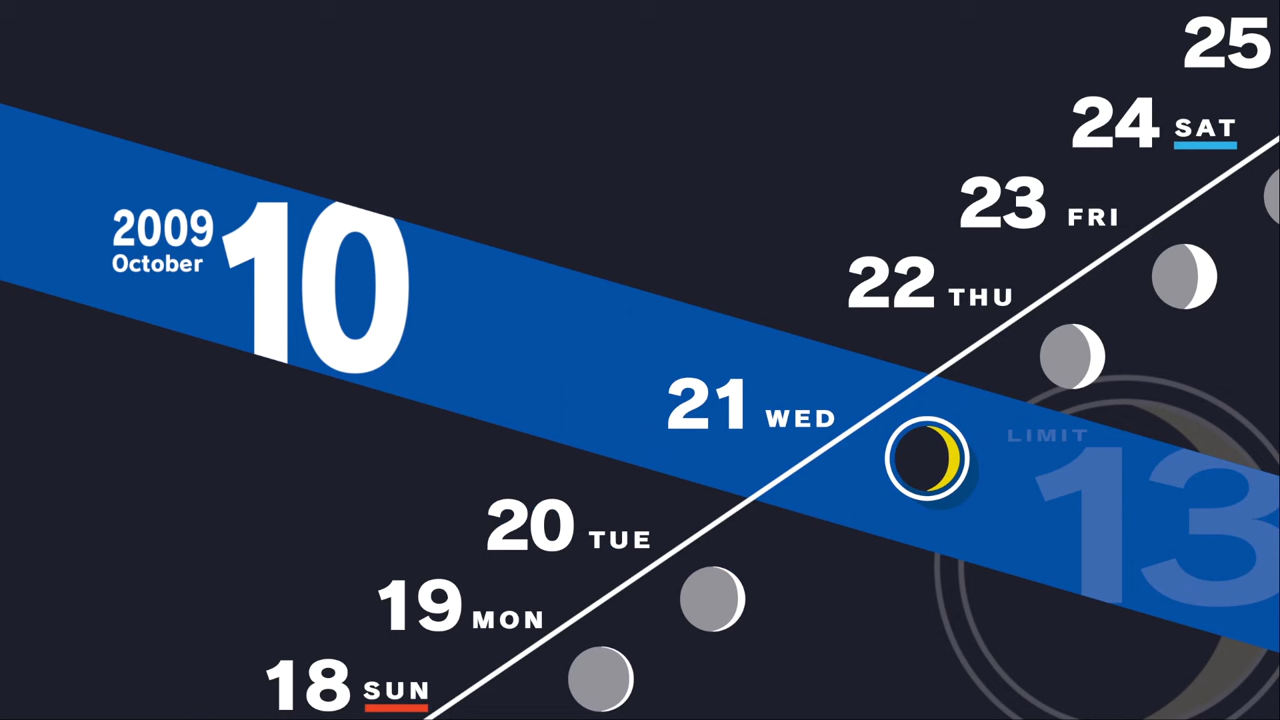 25
24 SAT
23 FRI
2009
October
10
22 THU
21 WED
LIMIT
13
20 TUE
19 MON
18 SUN